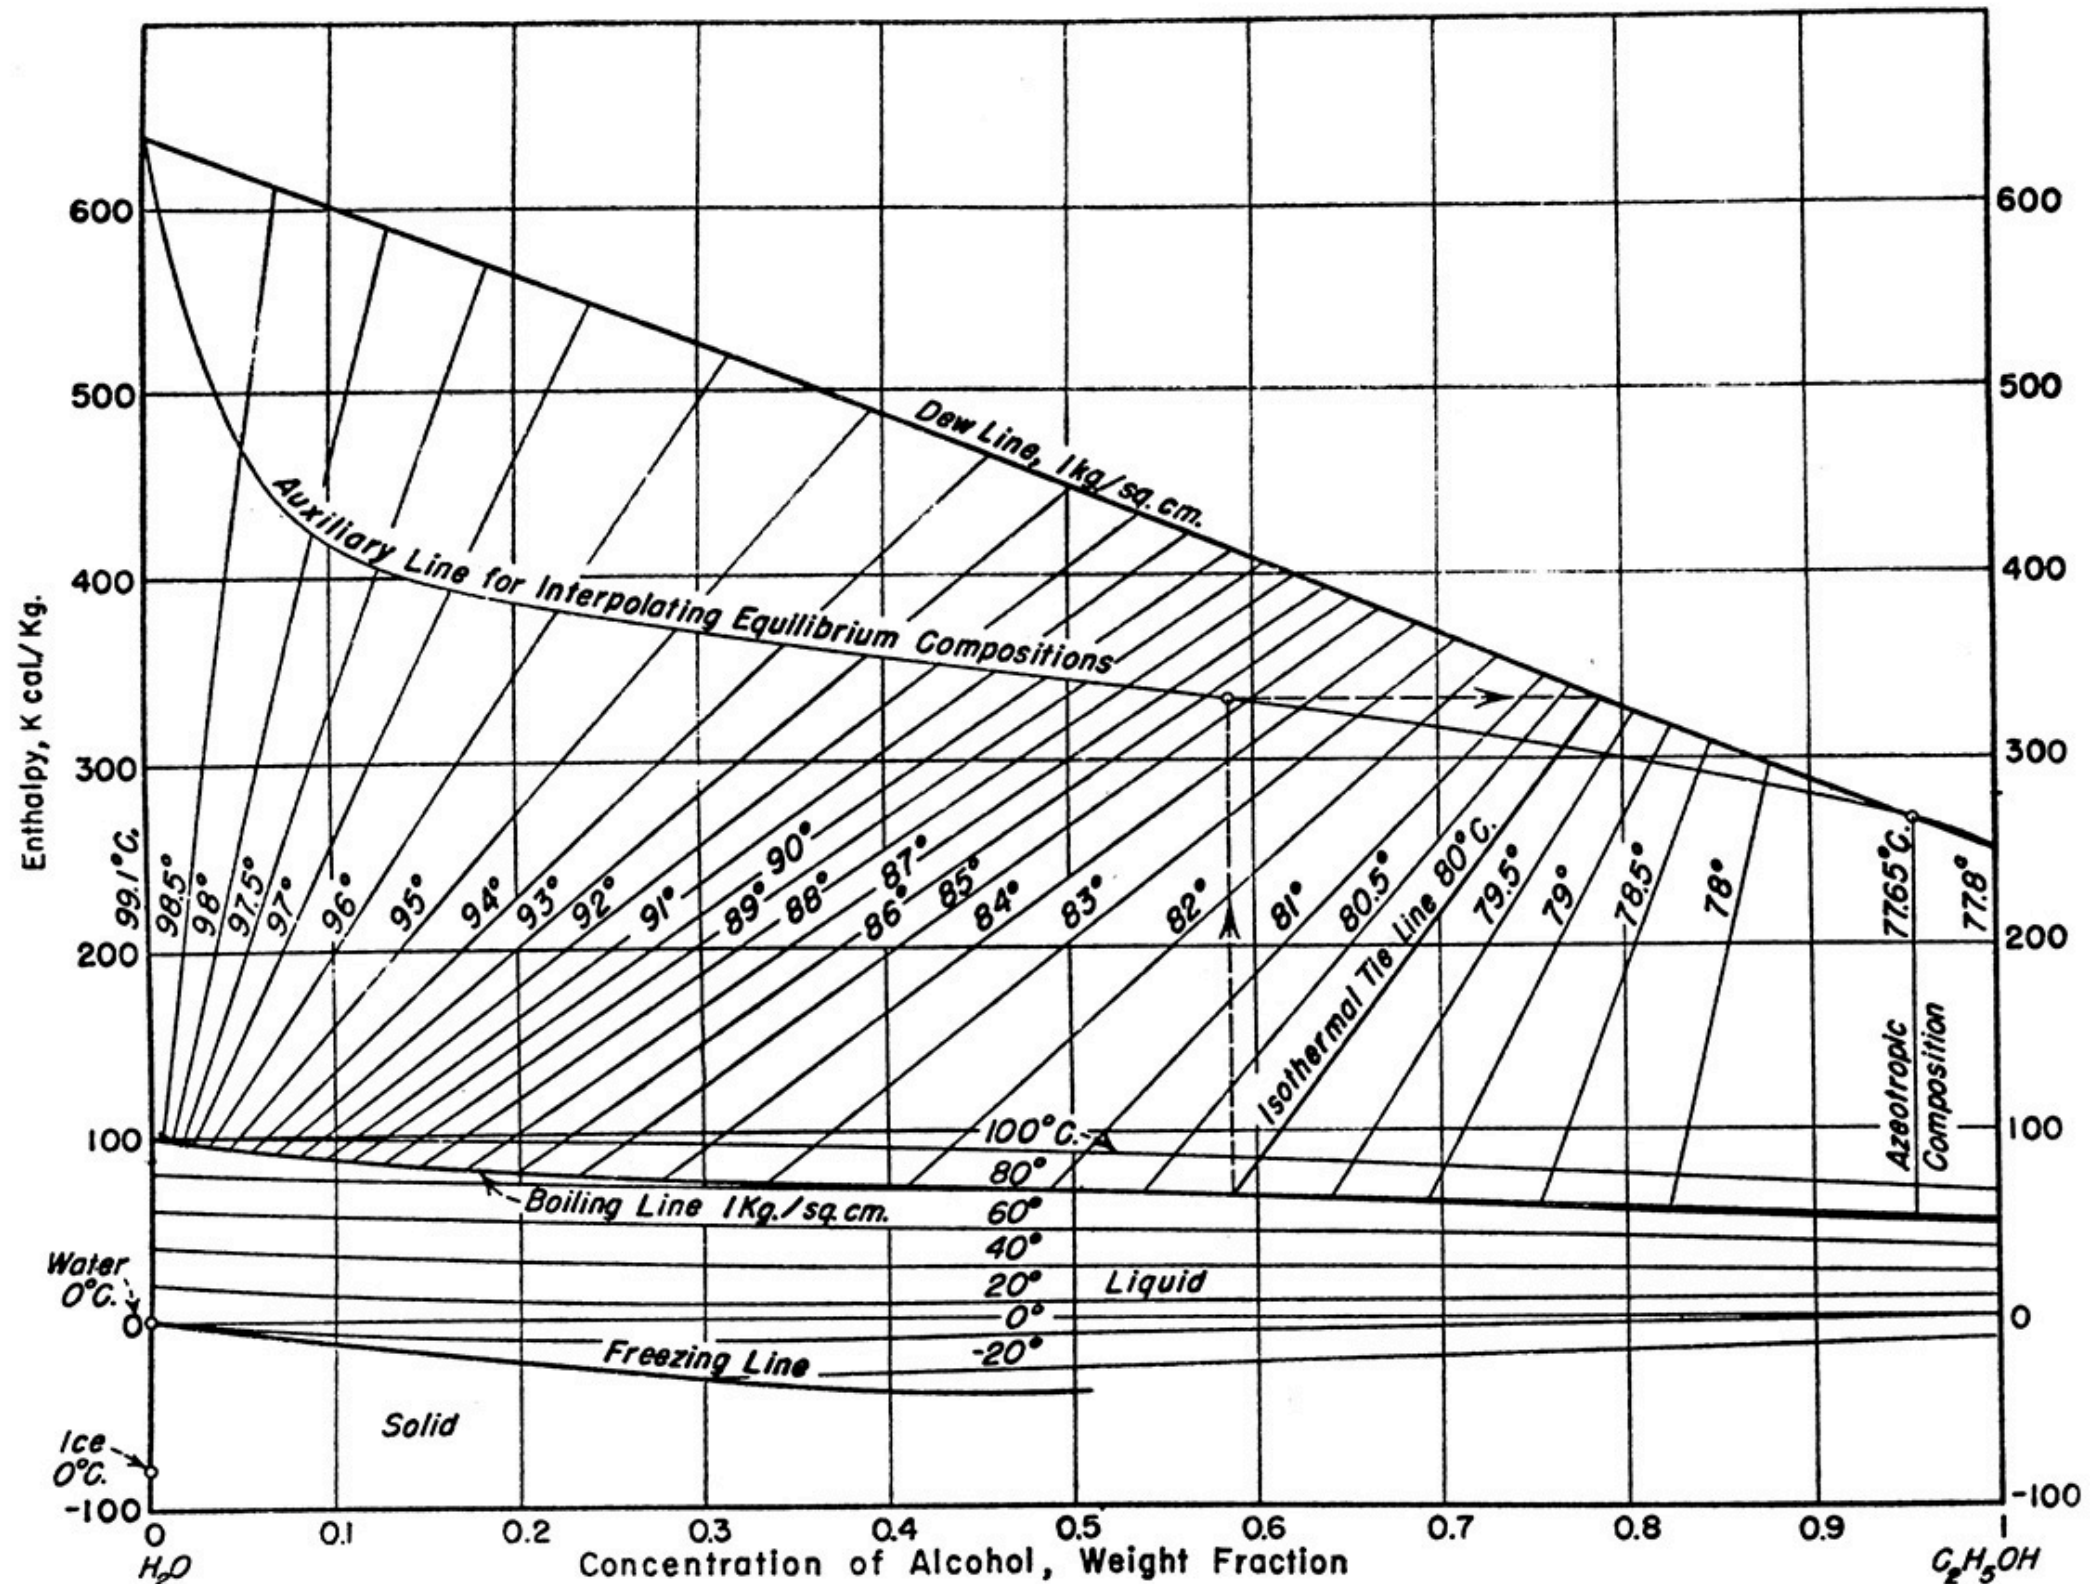 600
500
400
300
200
100
0
-100
600
500
400
300
200
100
0
-100
Enthalpy, K cal./Kg.
Dew Line, 1kg./sq.cm.
Auxiliary Line for Interpolating Equilibrium Compositions
99.1°C.
98.5°
98°
97.5°
97°
96°
95°
94°
93°
92°
91°
90°
89°
88°
87°
86°
85°
84°
83°
82°
81°
80.5°
Isothermal Tie Line 80°C.
79.5°
79°
78.5°
78°
77.65°C.
77.8°
Azeotropic
Composition
100°C.
80°
Boiling Line 1Kg./sq.cm.
60°
40°
20°
Liquid
0°
-20°
Freezing Line
Water
0°C.
Solid
Ice
0°C.
0
0.1
0.2
0.3
0.4
0.5
0.6
0.7
0.8
0.9
1
H₂O
Concentration of Alcohol, Weight Fraction
C₂H₅OH